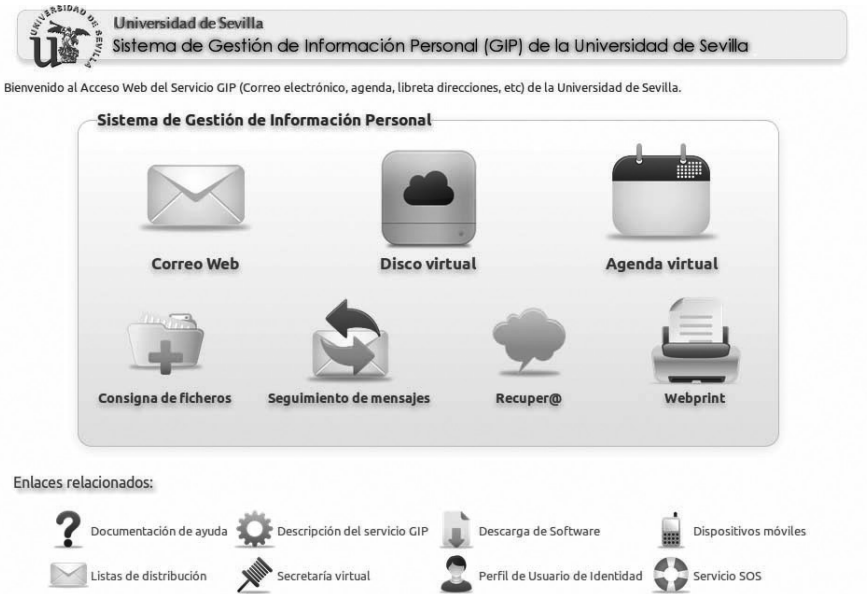 UNIVERSIDAD DE SEVILLA
Universidad de Sevilla
Sistema de Gestión de Información Personal (GIP) de la Universidad de Sevilla
Bienvenido al Acceso Web del Servicio GIP (Correo electrónico, agenda, libreta direcciones, etc) de la Universidad de Sevilla.
Sistema de Gestión de Información Personal
Correo Web Disco virtual Agenda virtual
Consigna de ficheros Seguimiento de mensajes Recuper@ Webprint
Enlaces relacionados:
Documentación de ayuda Descripción del servicio GIP Descarga de Software Dispositivos móviles
Listas de distribución Secretaría virtual Perfil de Usuario de Identidad Servicio SOS